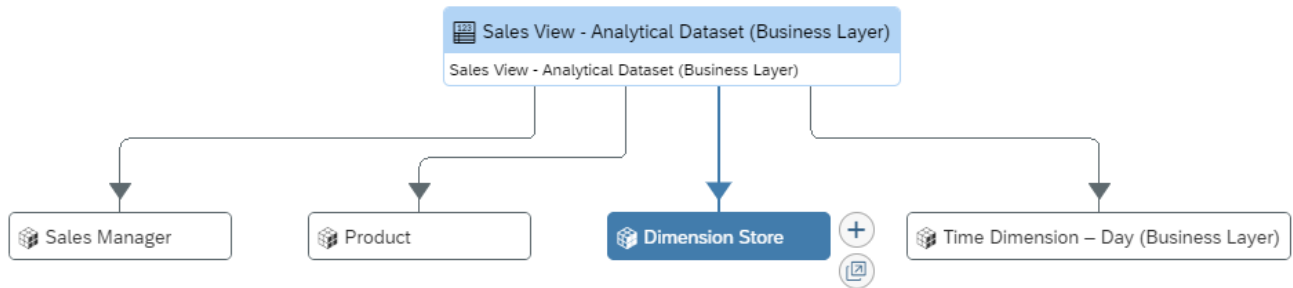 123
Sales View - Analytical Dataset (Business Layer)
Sales View - Analytical Dataset (Business Layer)
Sales Manager
Product
Dimension Store
Time Dimension – Day (Business Layer)